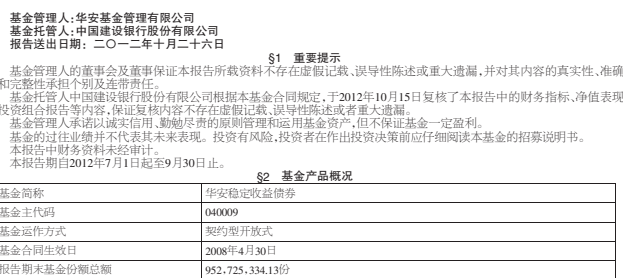 基金管理人:华安基金管理有限公司
基金托管人:中国建设银行股份有限公司
报告送出日期：二〇一二年十月二十六日
§1 重要提示
基金管理人的董事会及董事保证本报告所载资料不存在虚假记载、误导性陈述或重大遗漏,并对其内容的真实性、准确
和完整性承担个别及连带责任。
基金托管人中国建设银行股份有限公司根据本基金合同规定,于2012年10月15日复核了本报告中的财务指标、净值表现
投资组合报告等内容,保证复核内容不存在虚假记载、误导性陈述或者重大遗漏。
基金管理人承诺以诚实信用、勤勉尽责的原则管理和运用基金资产,但不保证基金一定盈利。
基金的过往业绩并不代表其未来表现。投资有风险,投资者在作出投资决策前应仔细阅读本基金的招募说明书。
本报告中财务资料未经审计。
本报告期自2012年7月1日起至9月30日止。
§2 基金产品概况
基金简称 华安稳定收益债券
基金主代码 040009
基金运作方式 契约型开放式
基金合同生效日 2008年4月30日
报告期末基金份额总额 952,725,334.13份